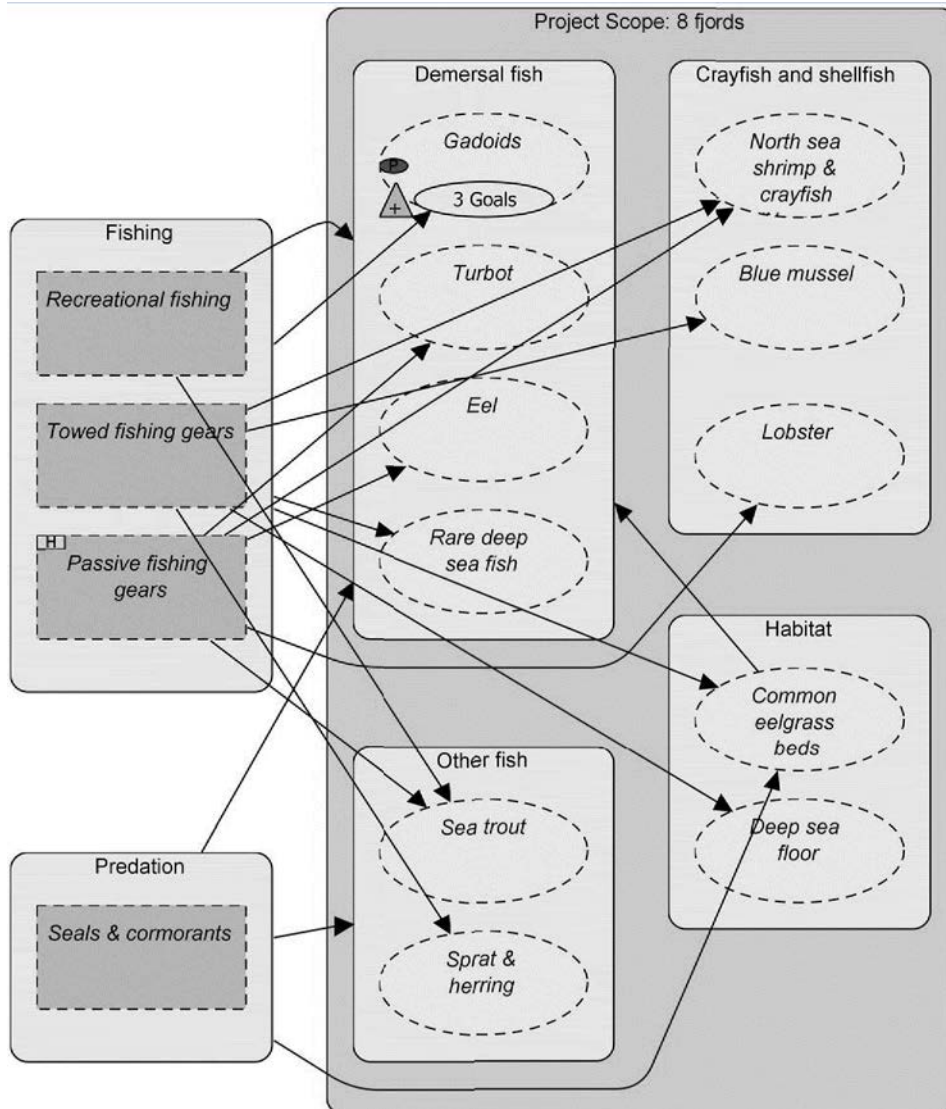 Project Scope: 8 fjords
Demersal fish
Gadoids
P
+
3 Goals
Turbot
Eel
Rare deep
sea fish
Crayfish and shellfish
North sea
shrimp &
crayfish
Blue mussel
Lobster
Fishing
Recreational fishing
Towed fishing gears
H
Passive fishing
gears
Habitat
Common
eelgrass
beds
Deep sea
floor
Other fish
Sea trout
Sprat &
herring
Predation
Seals & cormorants